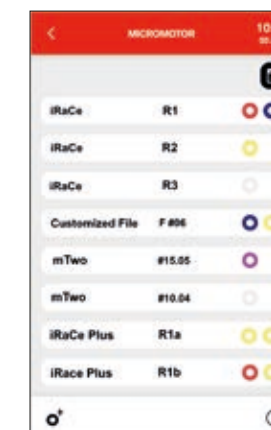 MICROMOTOR
iRaCe R1
iRaCe R2
iRaCe R3
Customized File F #06
mTwo #15.05
mTwo #10.04
iRaCe Plus R1a
iRace Plus R1b